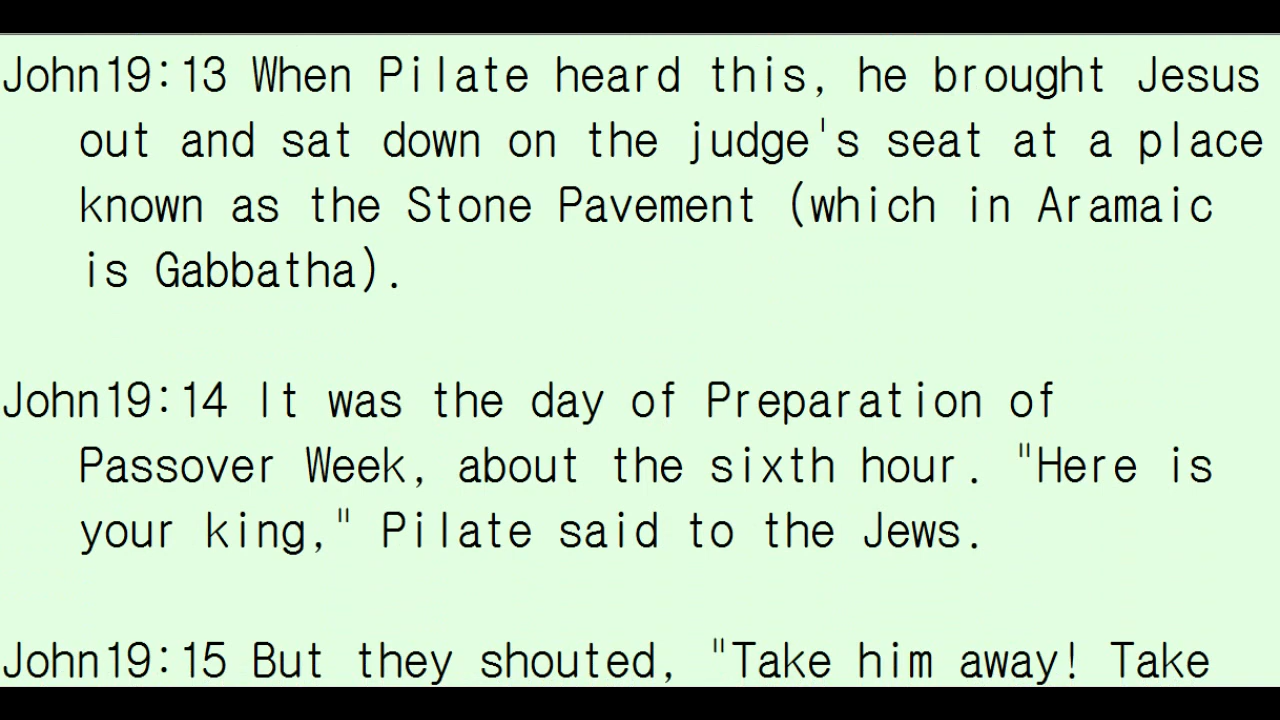 John19:13 When Pilate heard this, he brought Jesus
out and sat down on the judge's seat at a place
known as the Stone Pavement (which in Aramaic
is Gabbatha).
John19:14 It was the day of Preparation of
Passover Week, about the sixth hour. "Here is
your king," Pilate said to the Jews.
John19:15 But they shouted, "Take him away! Take